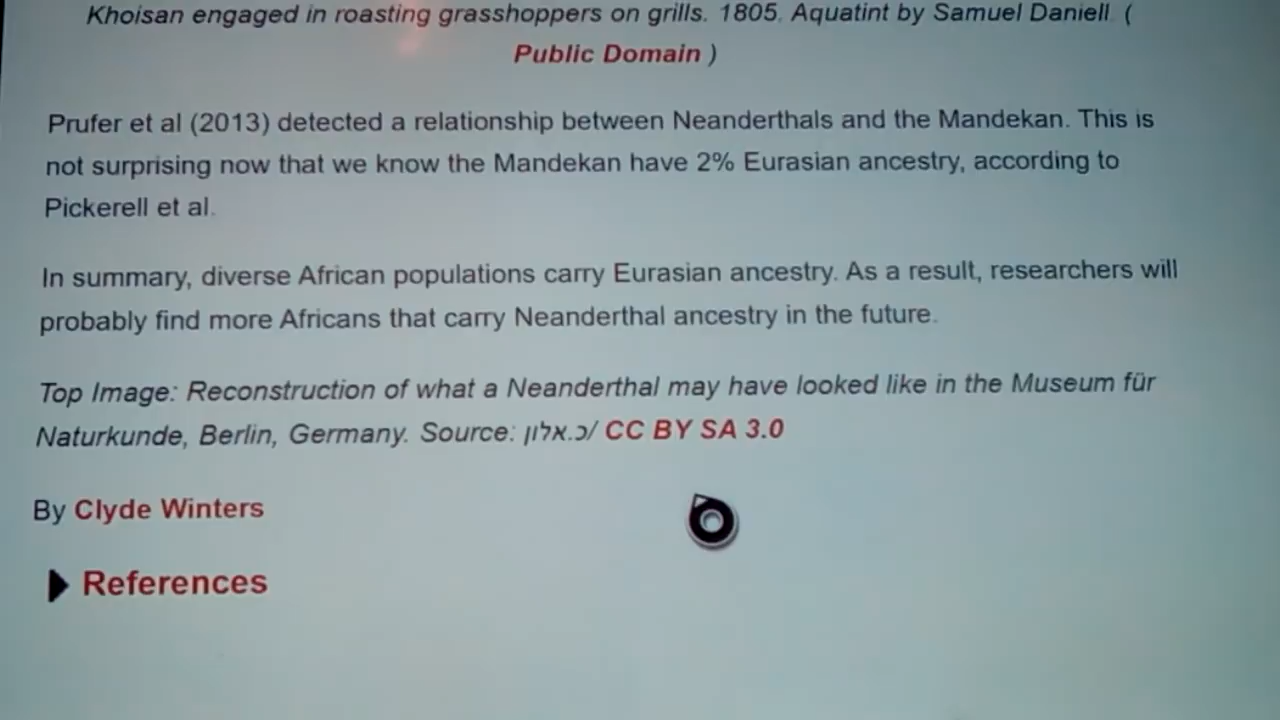 Khoisan engaged in roasting grasshoppers on grills. 1805. Aquatint by Samuel Daniell. (
Public Domain )
Prufer et al (2013) detected a relationship between Neanderthals and the Mandekan. This is
not surprising now that we know the Mandekan have 2% Eurasian ancestry, according to
Pickerell et al.
In summary, diverse African populations carry Eurasian ancestry. As a result, researchers will
probably find more Africans that carry Neanderthal ancestry in the future.
Top Image: Reconstruction of what a Neanderthal may have looked like in the Museum für
Naturkunde, Berlin, Germany. Source: כ.אלון/ CC BY SA 3.0
By Clyde Winters
References